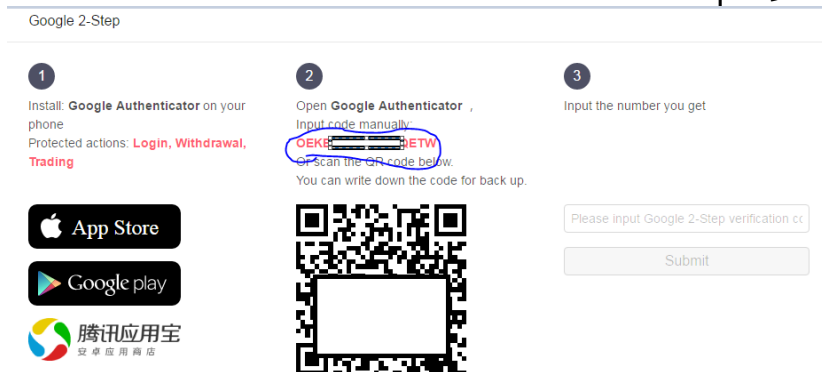 Google 2-Step
1
Install: Google Authenticator on your
phone
Protected actions: Login, Withdrawal,
Trading
App Store
Google play
腾讯应用宝
安卓应用商店
2
Open Google Authenticator ,
Input code manually:
OEKE QETW
Or scan the QR code below.
You can write down the code for back up.
3
Input the number you get
Please input Google 2-Step verification cc
Submit